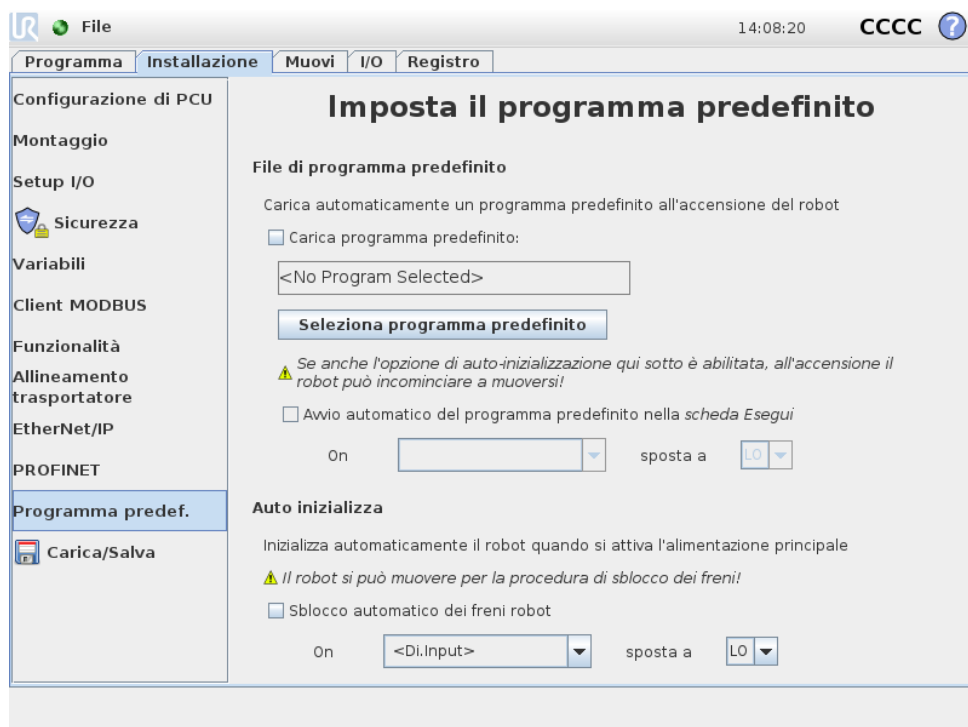 UR File 14:08:20 CCCC ?
Programma Installazione Muovi I/O Registro
Configurazione di PCU
Montaggio
Setup I/O
Sicurezza
Variabili
Client MODBUS
Funzionalità
Allineamento
trasportatore
EtherNet/IP
PROFINET
Programma predef.
Carica/Salva
Imposta il programma predefinito
File di programma predefinito
Carica automaticamente un programma predefinito all'accensione del robot
Carica programma predefinito:
<No Program Selected>
Seleziona programma predefinito
Se anche l'opzione di auto-inizializzazione qui sotto è abilitata, all'accensione il
robot può incominciare a muoversi!
Avvio automatico del programma predefinito nella scheda Esegui
On sposta a LO
Auto inizializza
Inizializza automaticamente il robot quando si attiva l'alimentazione principale
Il robot si può muovere per la procedura di sblocco dei freni!
Sblocco automatico dei freni robot
On <Di.Input> sposta a LO